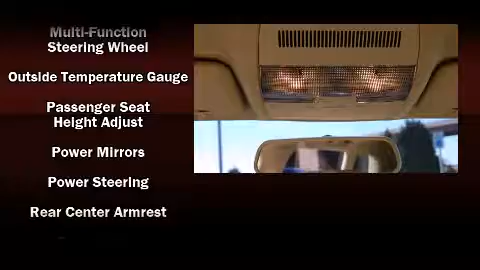 Multi-Function
Steering Wheel
Outside Temperature Gauge
Passenger Seat
Height Adjust
Power Mirrors
Power Steering
Rear Center Armrest